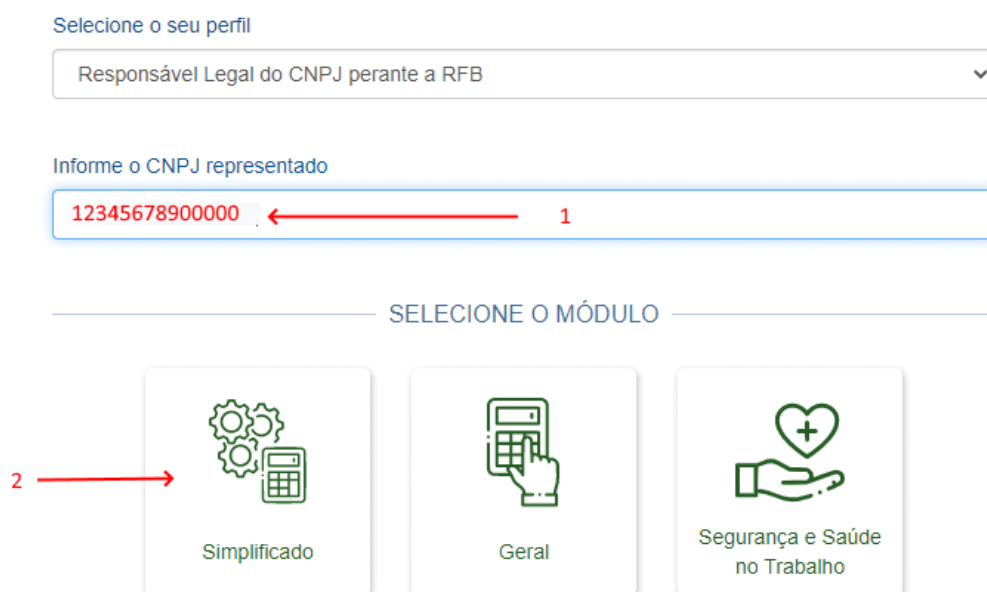 Selecione o seu perfil
Responsável Legal do CNPJ perante a RFB
Informe o CNPJ representado
12345678900000
1
SELECIONE O MÓDULO
2
Simplificado
Geral
Segurança e Saúde
no Trabalho